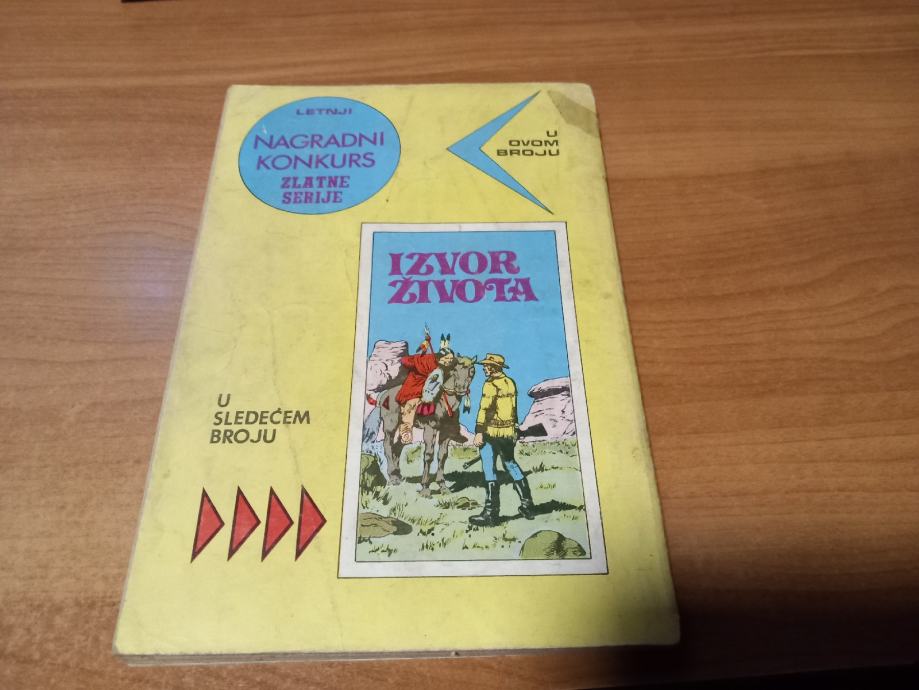 LETNJI
NAGRADNI
KONKURS
ZLATNE
SERIJE
U
OVOM
BROJU
IZVOR
ŽIVOTA
U
SLEDEĆEM
BROJU